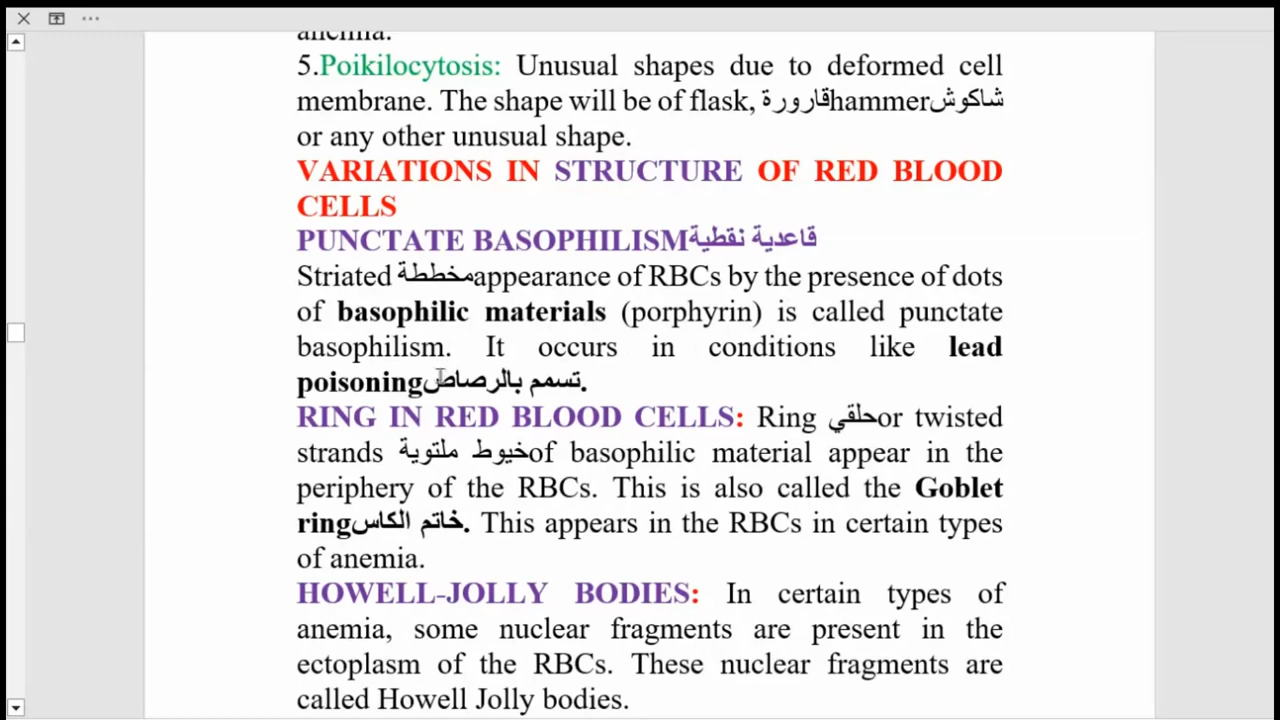 anemia.
5.Poikilocytosis: Unusual shapes due to deformed cell
membrane. The shape will be of flask, قارورةhammerشاكوش
or any other unusual shape.
VARIATIONS IN STRUCTURE OF RED BLOOD
CELLS
PUNCTATE BASOPHILISMقاعدية نقطية
Striated مخططةappearance of RBCs by the presence of dots
of basophilic materials (porphyrin) is called punctate
basophilism. It occurs in conditions like lead
poisoningتسمم بالرصاص.
RING IN RED BLOOD CELLS: Ring حلقيor twisted
strands خيوط ملتويةof basophilic material appear in the
periphery of the RBCs. This is also called the Goblet
ringخاتم الكاس. This appears in the RBCs in certain types
of anemia.
HOWELL-JOLLY BODIES: In certain types of
anemia, some nuclear fragments are present in the
ectoplasm of the RBCs. These nuclear fragments are
called Howell Jolly bodies.